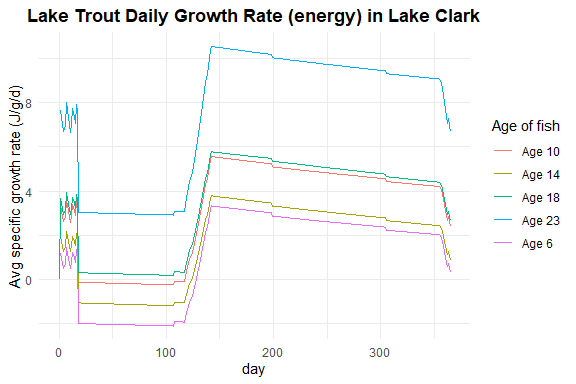 Lake Trout Daily Growth Rate (energy) in Lake Clark
Avg specific growth rate (J/g/d)
8
4
0
0
100
200
300
day
Age of fish
Age 10
Age 14
Age 18
Age 23
Age 6